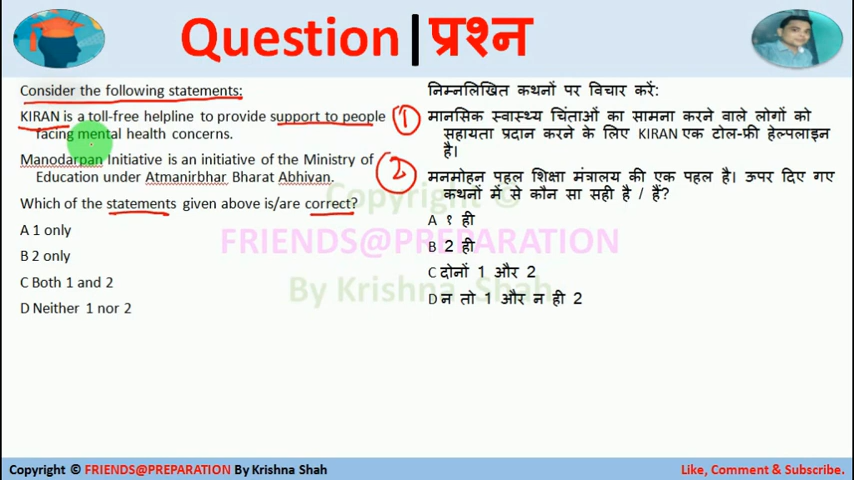 Question|प्रश्न
Consider the following statements:
KIRAN is a toll-free helpline to provide support to people
facing mental health concerns.
Manodarpan Initiative is an initiative of the Ministry of
Education under Atmanirbhar Bharat Abhiyan.
Which of the statements given above is/are correct?
A 1 only
B 2 only
C Both 1 and 2
D Neither 1 nor 2
1
2
निम्नलिखित कथनों पर विचार करें:
मानसिक स्वास्थ्य चिंताओं का सामना करने वाले लोगों को
सहायता प्रदान करने के लिए KIRAN एक टोल-फ्री हेल्पलाइन
है।
मनमोहन पहल शिक्षा मंत्रालय की एक पहल है। ऊपर दिए गए
कथनों में से कौन सा सही है / हैं?
A १ ही
B 2 ही
C दोनों 1 और 2
D न तो 1 और न ही 2
Copyright ©
FRIENDS@PREPARATION
By Krishna Shah
Copyright © FRIENDS@PREPARATION By Krishna Shah
Like, Comment & Subscribe.